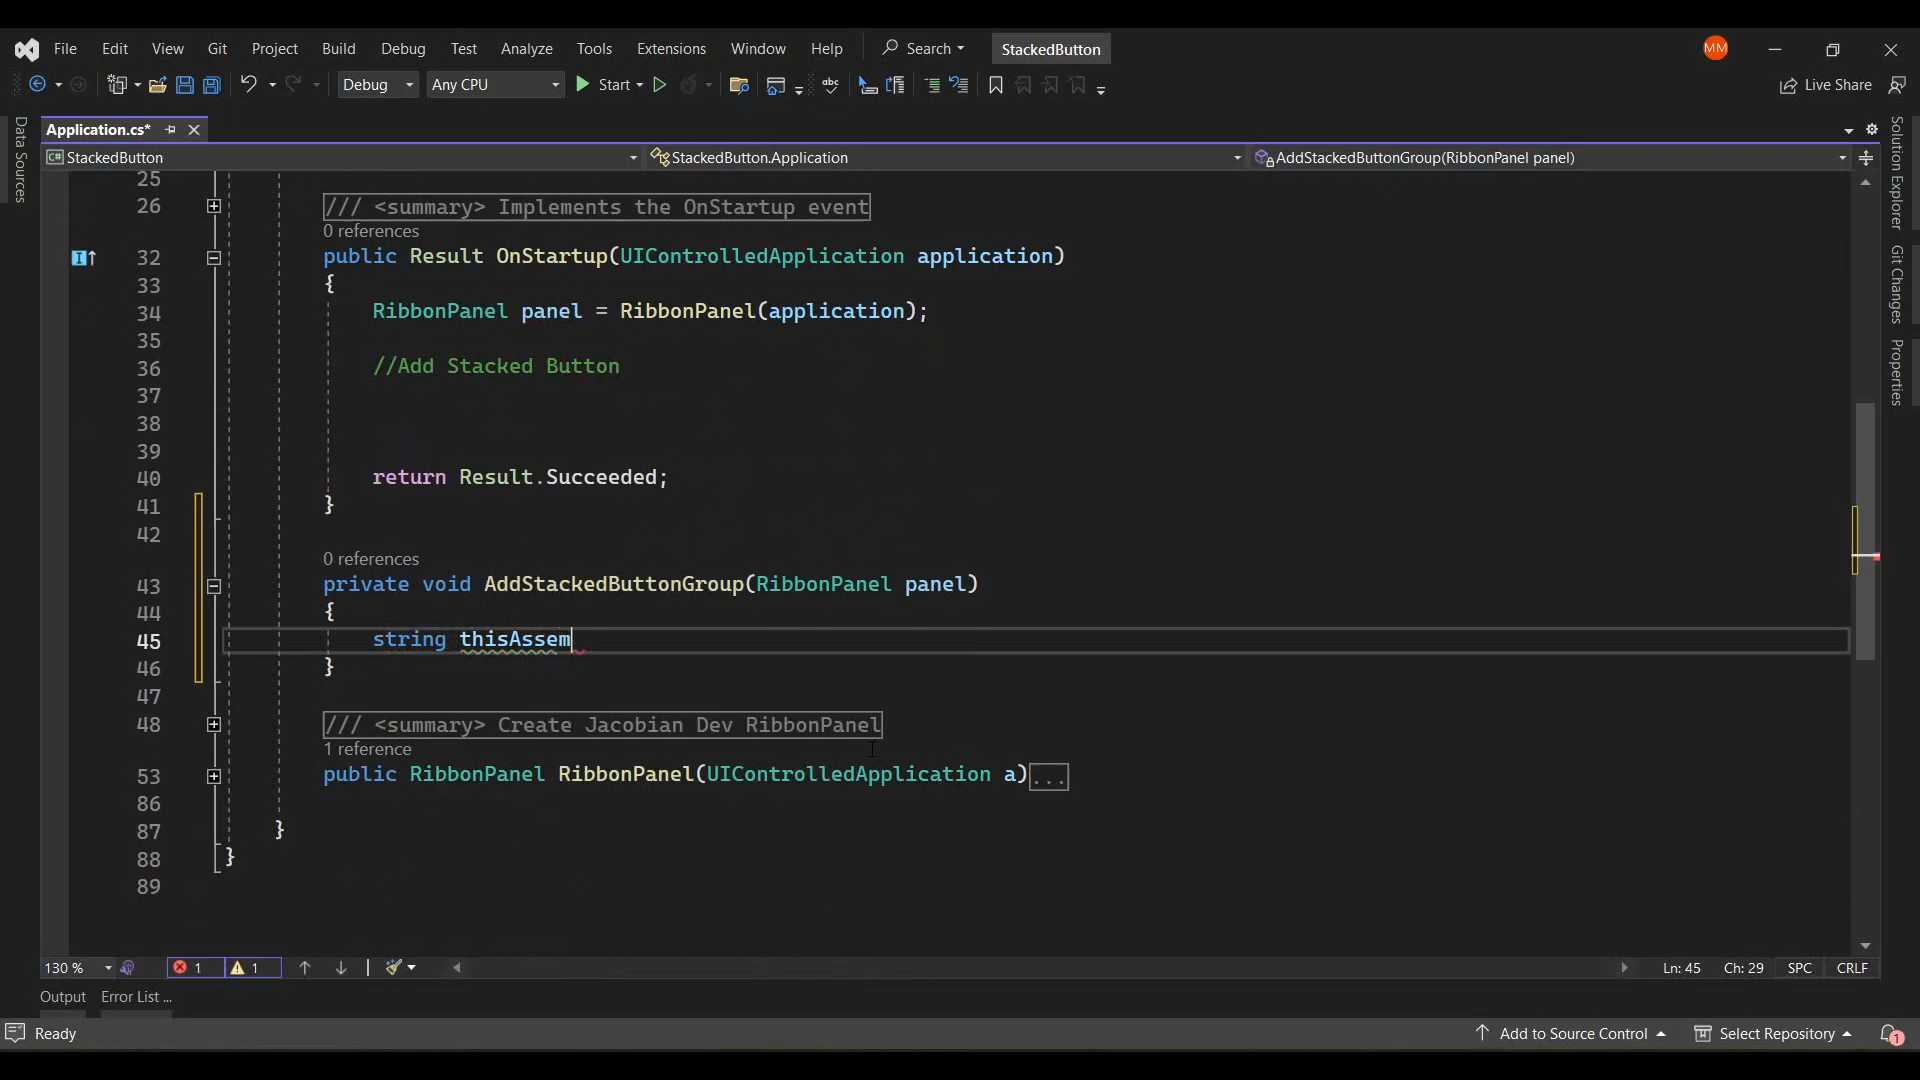 File Edit View Git Project Build Debug Test Analyze Tools Extensions Window Help Search StackedButton MM
Debug Any CPU Start abc Live Share
Application.cs*
C# StackedButton StackedButton.Application AddStackedButtonGroup(RibbonPanel panel)
Data Sources
Solution Explorer
Git Changes
Properties
25
26 /// <summary> Implements the OnStartup event
0 references
32 public Result OnStartup(UIControlledApplication application)
33 {
34 RibbonPanel panel = RibbonPanel(application);
35
36 //Add Stacked Button
37
38
39
40 return Result.Succeeded;
41 }
42
0 references
43 private void AddStackedButtonGroup(RibbonPanel panel)
44 {
45 string thisAssem
46 }
47
48 /// <summary> Create Jacobian Dev RibbonPanel
1 reference
53 public RibbonPanel RibbonPanel(UIControlledApplication a)...
86
87 }
88 }
89
130 % 1 1 Ln: 45 Ch: 29 SPC CRLF
Output Error List ...
Ready Add to Source Control Select Repository 1